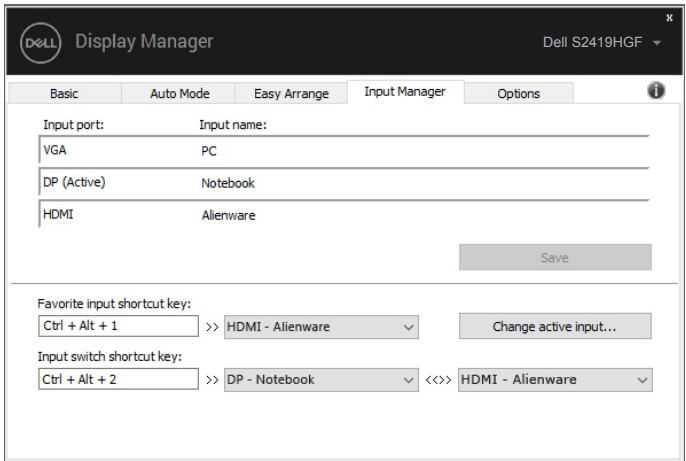 x
DELL Display Manager Dell S2419HGF
Basic Auto Mode Easy Arrange Input Manager Options i
Input port: Input name:
VGA PC
DP (Active) Notebook
HDMI Alienware
Save
Favorite input shortcut key:
Ctrl + Alt + 1 >> HDMI - Alienware Change active input...
Input switch shortcut key:
Ctrl + Alt + 2 >> DP - Notebook <<>> HDMI - Alienware